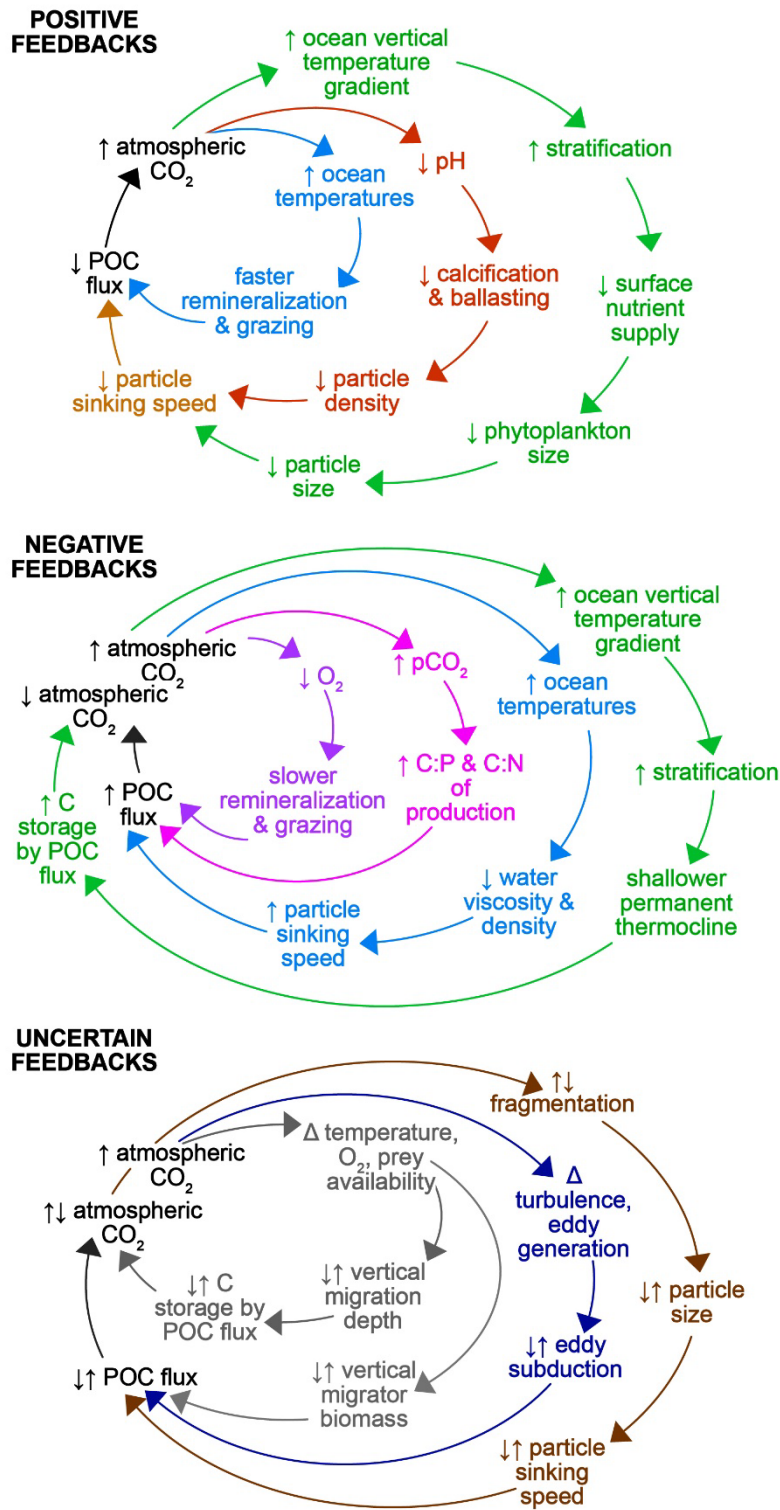 POSITIVE
FEEDBACKS
↑ ocean vertical
temperature
gradient
↑ atmospheric
CO₂
↓ pH
↑ stratification
↑ ocean
temperatures
↓ POC
flux
faster
remineralization
& grazing
↓ calcification
& ballasting
↓ surface
nutrient
supply
↓ particle
sinking speed
↓ particle
density
↓ phytoplankton
size
↓ particle
size
NEGATIVE
FEEDBACKS
↑ ocean vertical
temperature
gradient
↑ atmospheric
CO₂
↓ atmospheric
CO₂
↓ O₂
↑ pCO₂
↑ ocean
temperatures
↑ stratification
↑ C
storage
by POC
flux
↑ POC
flux
slower
remineralization
& grazing
↑ C:P & C:N
of
production
↑ particle
sinking
speed
↓ water
viscosity &
density
shallower
permanent
thermocline
UNCERTAIN
FEEDBACKS
↑↓
fragmentation
↑ atmospheric
CO₂
↑↓ atmospheric
CO₂
Δ temperature,
O₂, prey
availability
Δ
turbulence,
eddy
generation
↓↑ C
storage by
POC flux
↓↑ vertical
migration
depth
↓↑ particle
size
↓↑ POC flux
↓↑ vertical
migrator
biomass
↓↑ eddy
subduction
↓↑ particle
sinking
speed